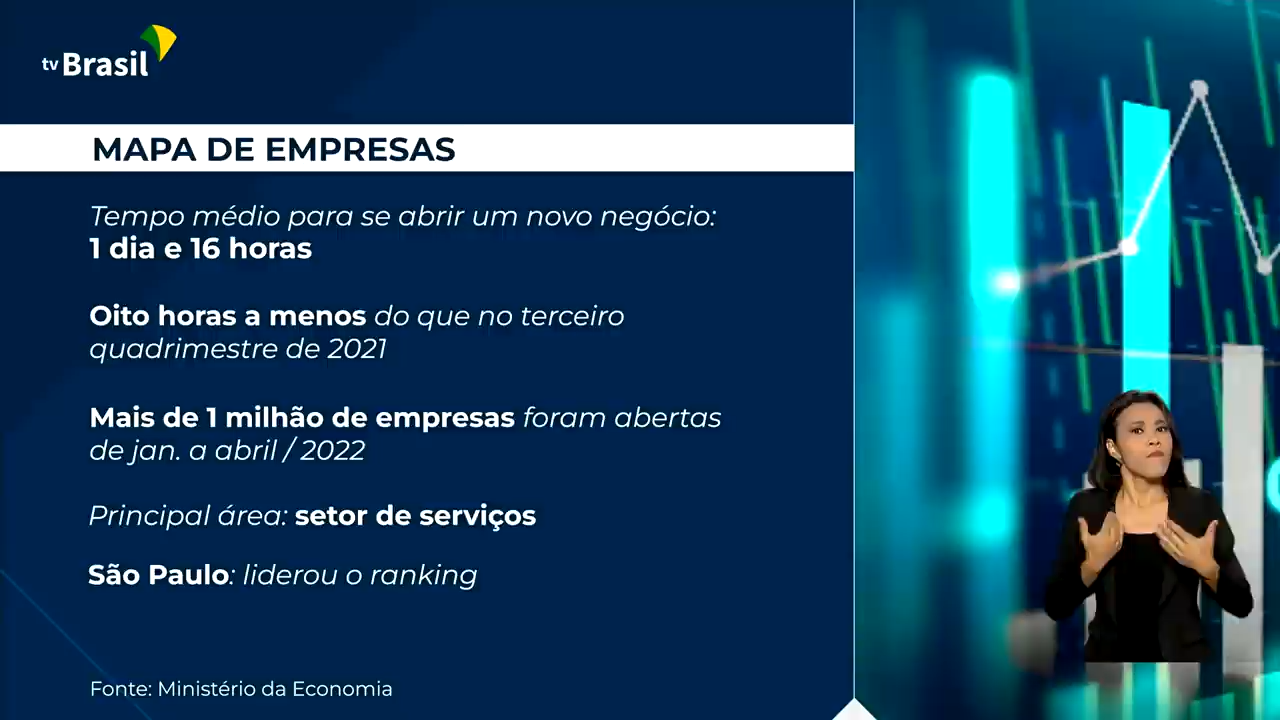 tv Brasil
MAPA DE EMPRESAS
Tempo médio para se abrir um novo negócio:
1 dia e 16 horas
Oito horas a menos do que no terceiro
quadrimestre de 2021
Mais de 1 milhão de empresas foram abertas
de jan. a abril / 2022
Principal área: setor de serviços
São Paulo: liderou o ranking
Fonte: Ministério da Economia